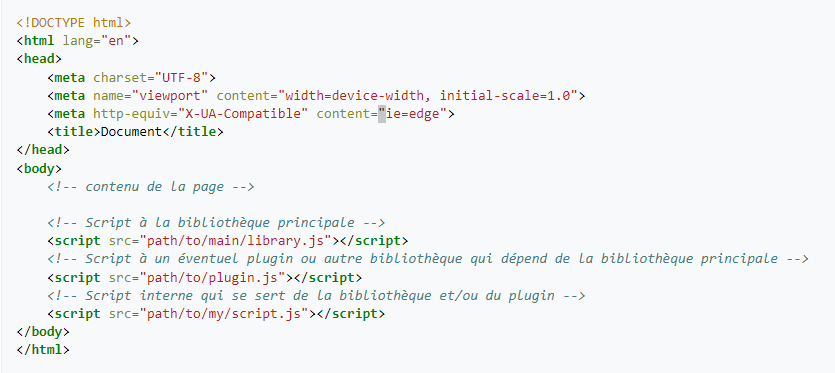 <!DOCTYPE html>
<html lang="en">
<head>
    <meta charset="UTF-8">
    <meta name="viewport" content="width=device-width, initial-scale=1.0">
    <meta http-equiv="X-UA-Compatible" content="ie=edge">
    <title>Document</title>
</head>
<body>
    <!-- contenu de la page -->

    <!-- Script à la bibliothèque principale -->
    <script src="path/to/main/library.js"></script>
    <!-- Script à un éventuel plugin ou autre bibliothèque qui dépend de la bibliothèque principale -->
    <script src="path/to/plugin.js"></script>
    <!-- Script interne qui se sert de la bibliothèque et/ou du plugin -->
    <script src="path/to/my/script.js"></script>
</body>
</html>